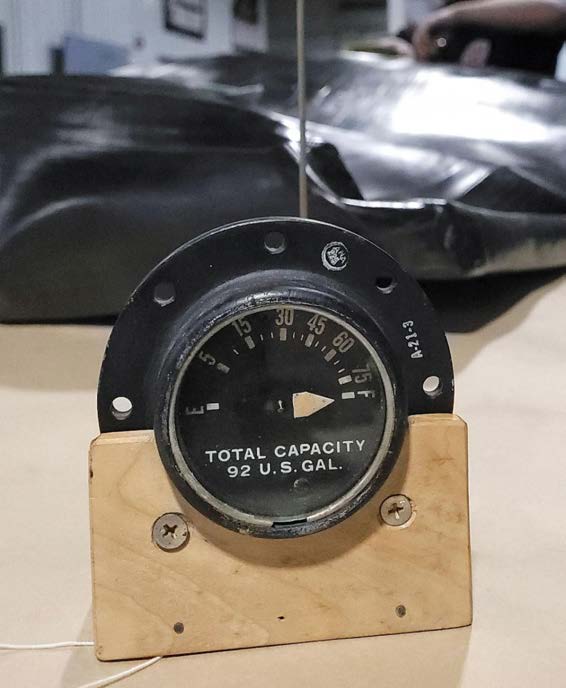 E 5 15 30 45 60 75 F
A-21-3
TOTAL CAPACITY
92 U.S. GAL.